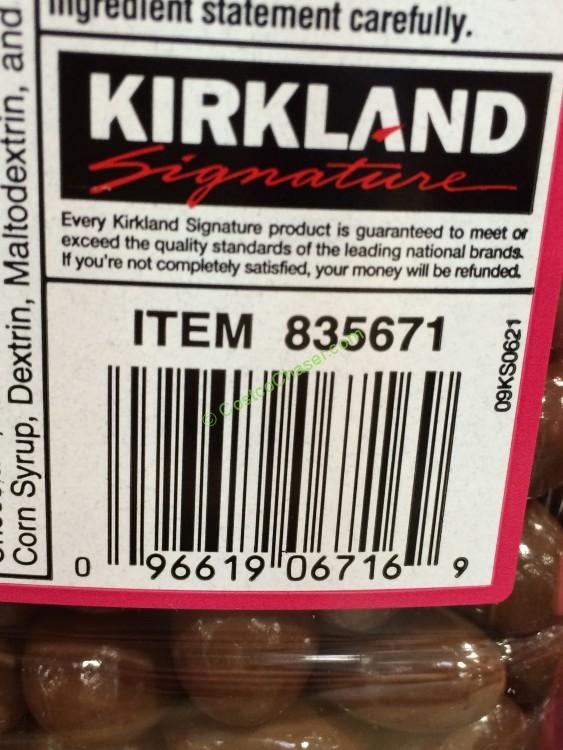 ingredient statement carefully.
KIRKLAND
Signature
Every Kirkland Signature product is guaranteed to meet or
exceed the quality standards of the leading national brands.
If you're not completely satisfied, your money will be refunded.
ITEM 835671
© CostcoChaser.com
09KS0621
0 96619 06716 9
Corn Syrup, Dextrin, Maltodextrin, and